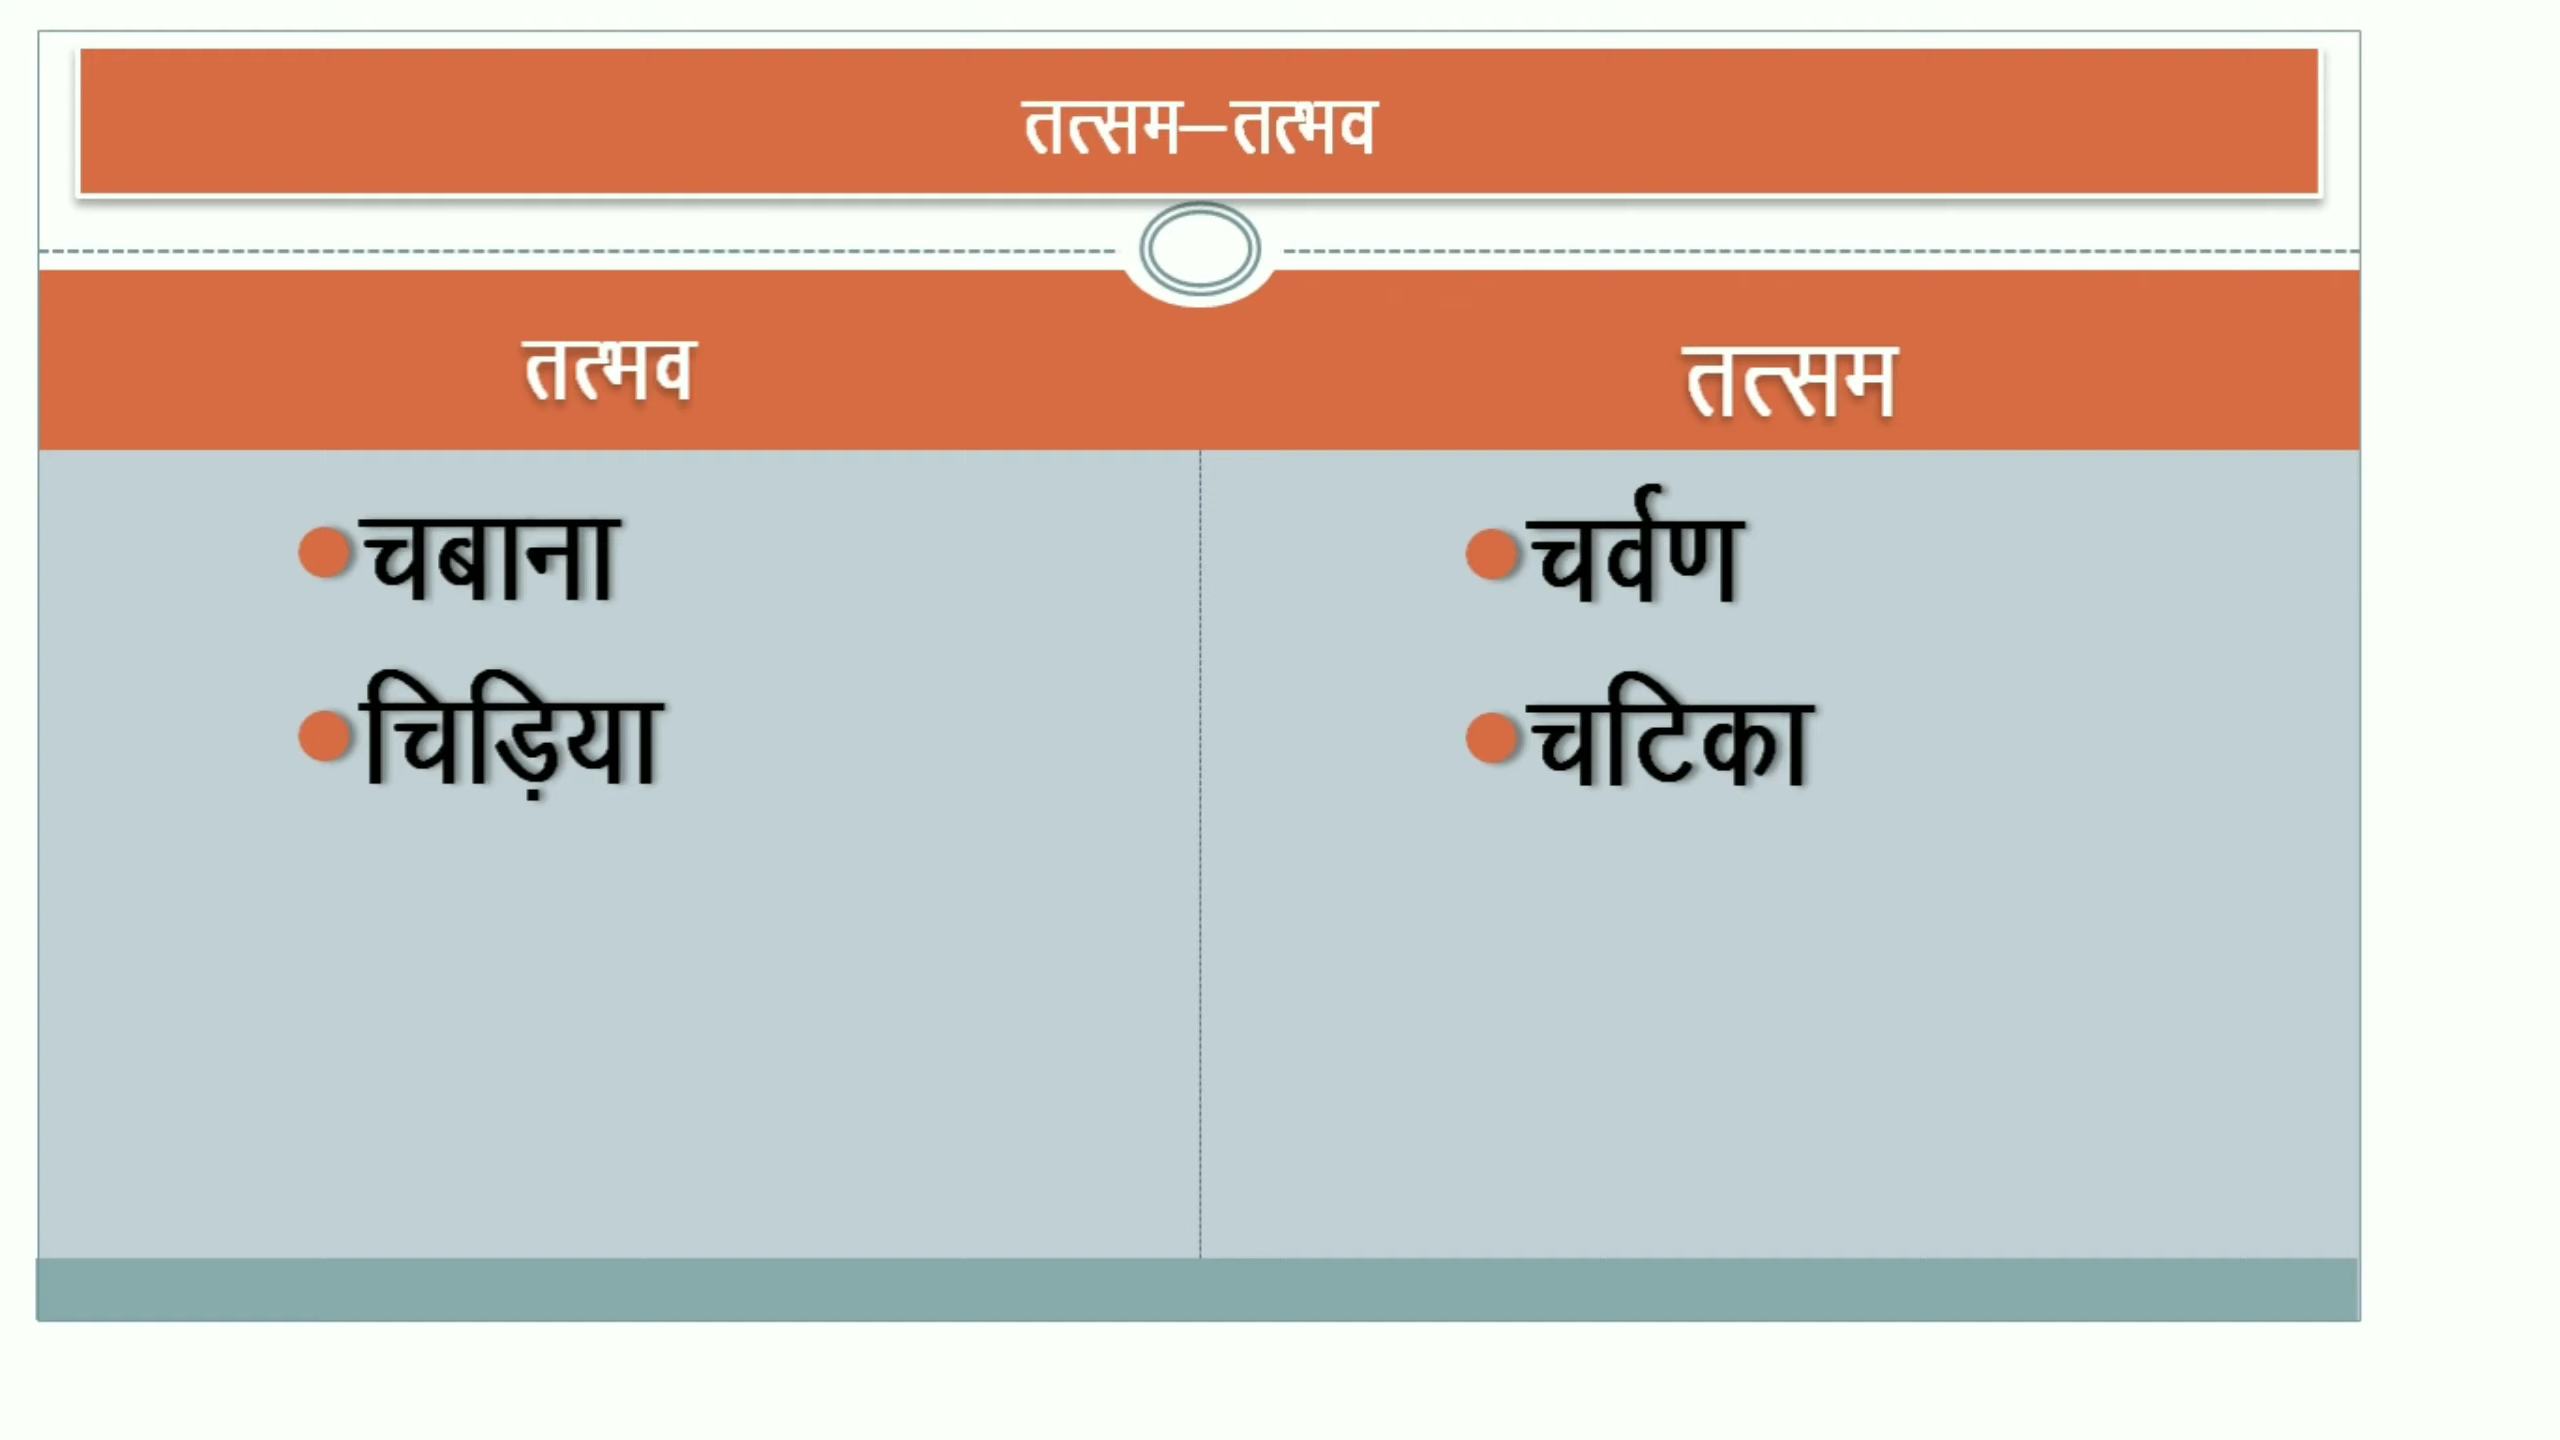 तत्सम–तत्भव
तत्भव
तत्सम
चबाना
चिड़िया
चर्वण
चटिका